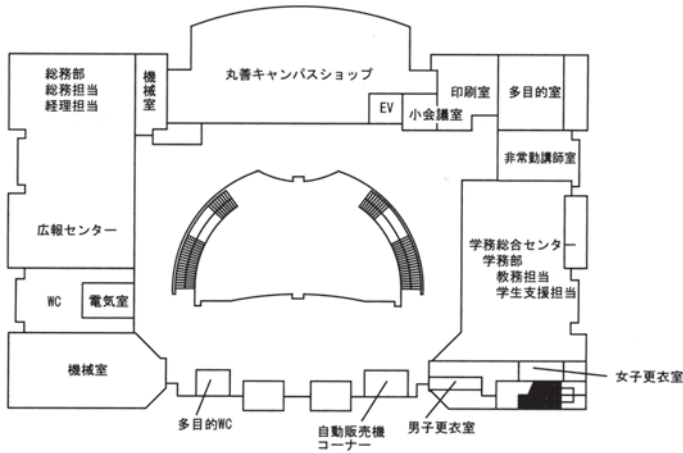 総務部
総務担当
経理担当
機械室
丸善キャンパスショップ
EV
小会議室
印刷室
多目的室
非常勤講師室
広報センター
学務総合センター
学務部
教務担当
学生支援担当
WC
電気室
機械室
多目的WC
自動販売機
コーナー
男子更衣室
女子更衣室